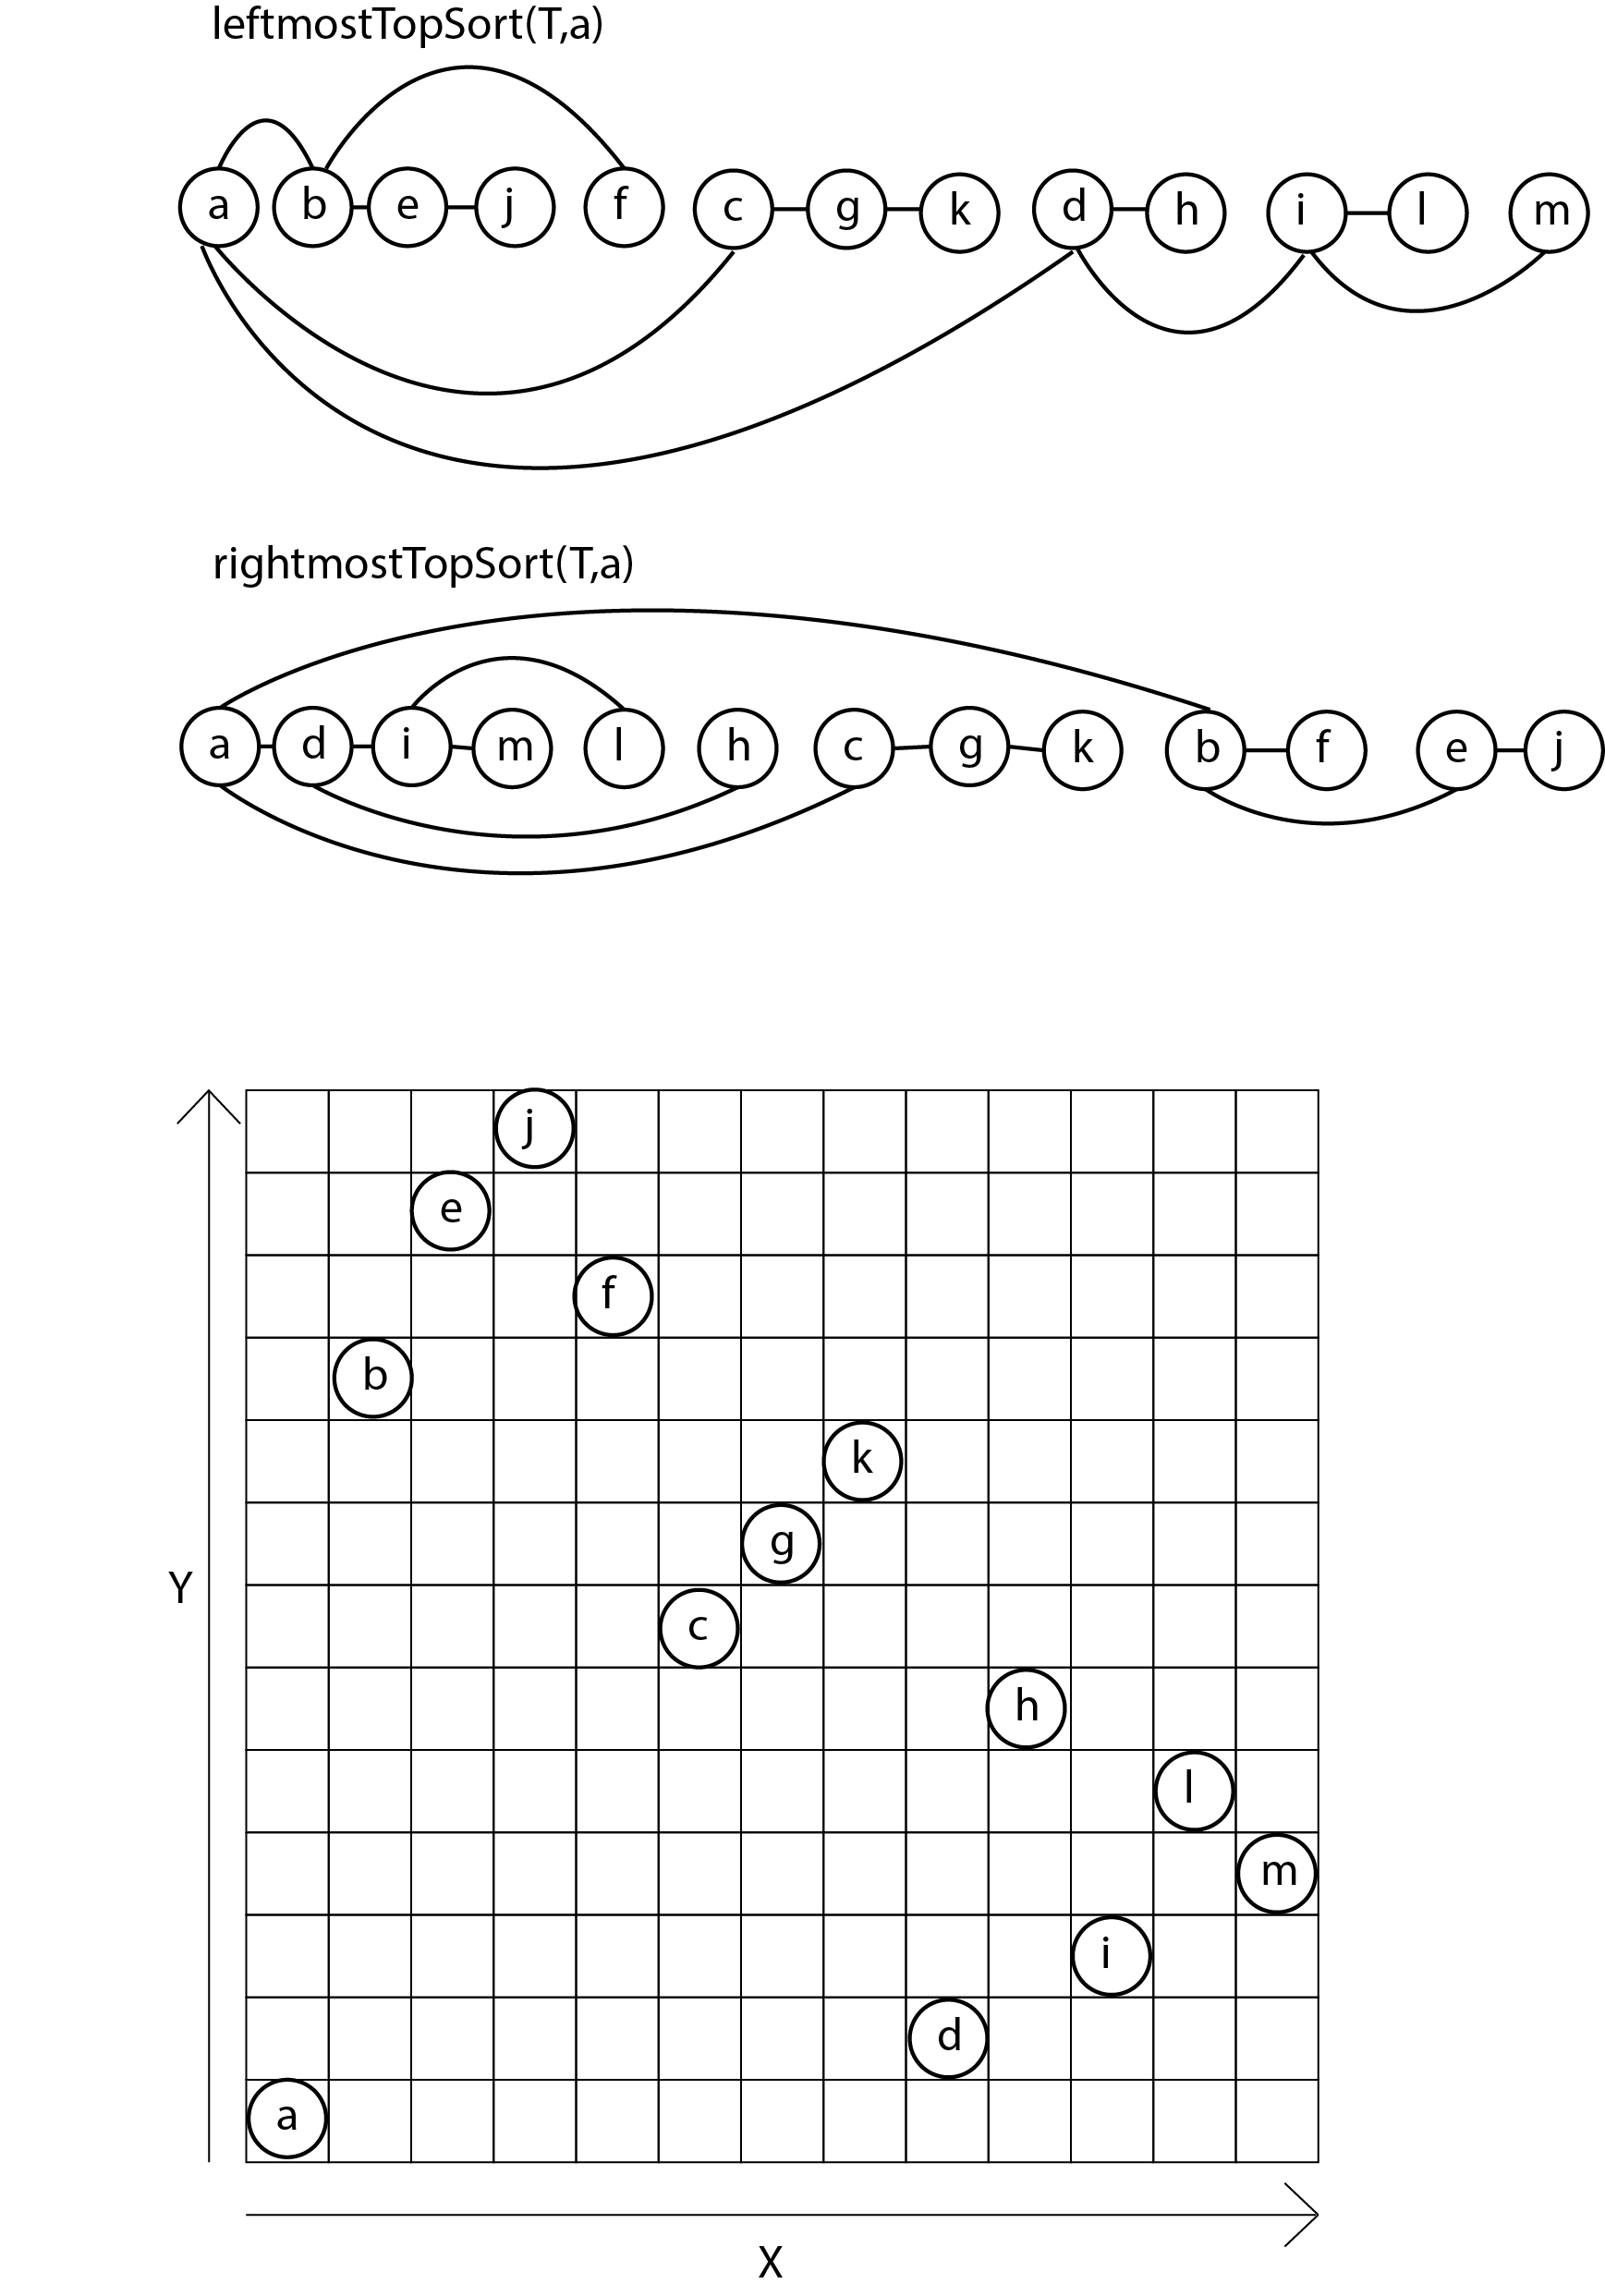 leftmostTopSort(T,a)
a b e j f c g k d h i l m
rightmostTopSort(T,a)
a d i m l h c g k b f e j
j
e
f
b
k
g
Y
c
h
l
m
i
d
a
X